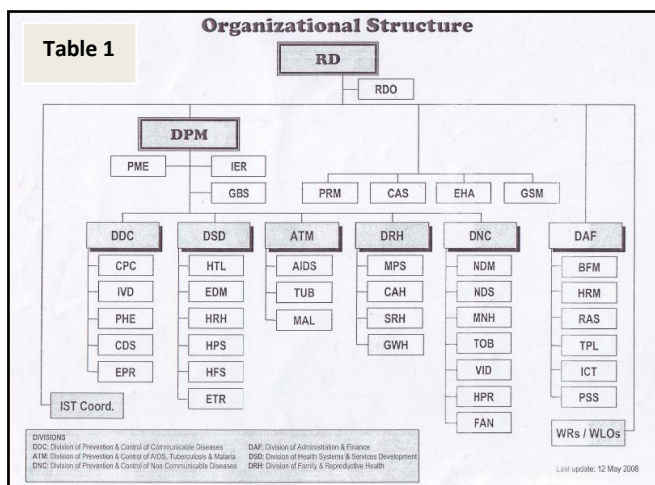 Organizational Structure
Table 1
RD
RDO
DPM
PME IER
GBS PRM CAS EHA GSM
DDC DSD ATM DRH DNC DAF
CPC HTL AIDS MPS NDM BFM
IVD EDM TUB CAH NDS HRM
PHE HRH MAL SRH MNH RAS
CDS HPS GWH TOB TPL
EPR HFS VID ICT
ETR HPR PSS
IST Coord. FAN
WRs / WLOs
DIVISIONS
DDC: Division of Prevention & Control of Communicable Diseases DAF: Division of Administration & Finance
ATM: Division of Prevention & Control of AIDS, Tuberculosis & Malaria DSD: Division of Health Systems & Services Development
DNC: Division of Prevention & Control of Non Communicable Diseases DRH: Division of Family & Reproductive Health
Last update: 12 May 2008